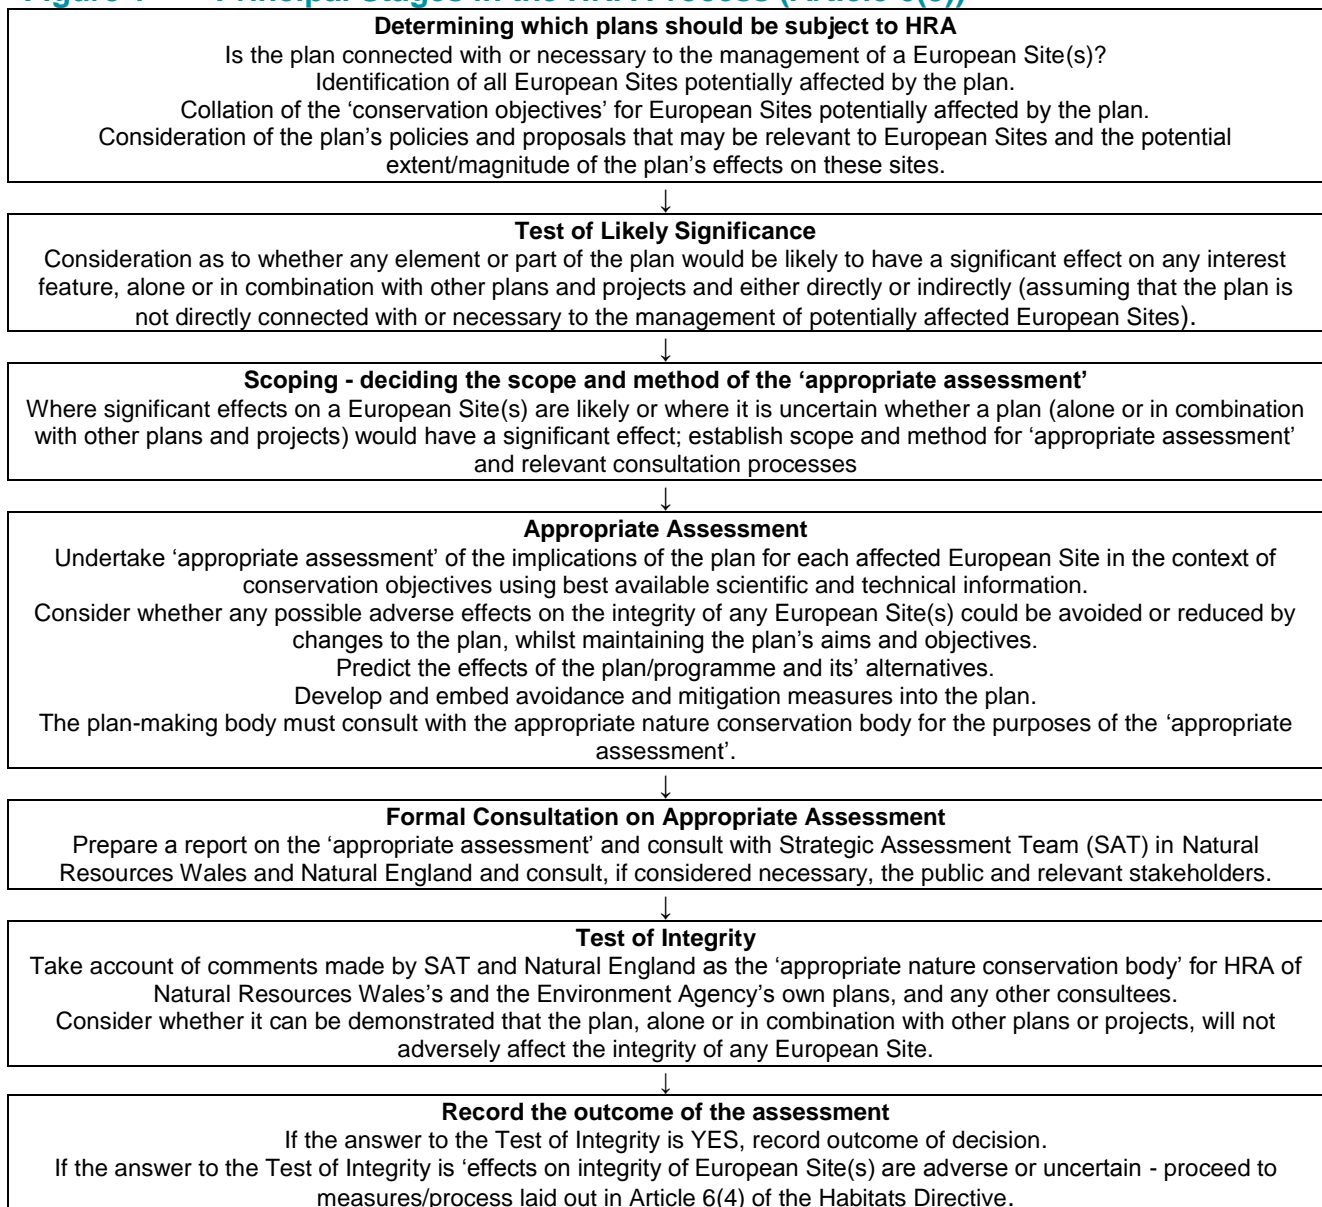 Determining which plans should be subject to HRA
Is the plan connected with or necessary to the management of a European Site(s)?
Identification of all European Sites potentially affected by the plan.
Collation of the ‘conservation objectives’ for European Sites potentially affected by the plan.
Consideration of the plan’s policies and proposals that may be relevant to European Sites and the potential
extent/magnitude of the plan’s effects on these sites.
↓
Test of Likely Significance
Consideration as to whether any element or part of the plan would be likely to have a significant effect on any interest
feature, alone or in combination with other plans and projects and either directly or indirectly (assuming that the plan is
not directly connected with or necessary to the management of potentially affected European Sites).
↓
Scoping - deciding the scope and method of the ‘appropriate assessment’
Where significant effects on a European Site(s) are likely or where it is uncertain whether a plan (alone or in combination
with other plans and projects) would have a significant effect; establish scope and method for ‘appropriate assessment’
and relevant consultation processes
↓
Appropriate Assessment
Undertake ‘appropriate assessment’ of the implications of the plan for each affected European Site in the context of
conservation objectives using best available scientific and technical information.
Consider whether any possible adverse effects on the integrity of any European Site(s) could be avoided or reduced by
changes to the plan, whilst maintaining the plan’s aims and objectives.
Predict the effects of the plan/programme and its’ alternatives.
Develop and embed avoidance and mitigation measures into the plan.
The plan-making body must consult with the appropriate nature conservation body for the purposes of the ‘appropriate
assessment’.
↓
Formal Consultation on Appropriate Assessment
Prepare a report on the ‘appropriate assessment’ and consult with Strategic Assessment Team (SAT) in Natural
Resources Wales and Natural England and consult, if considered necessary, the public and relevant stakeholders.
↓
Test of Integrity
Take account of comments made by SAT and Natural England as the ‘appropriate nature conservation body’ for HRA of
Natural Resources Wales’s and the Environment Agency’s own plans, and any other consultees.
Consider whether it can be demonstrated that the plan, alone or in combination with other plans or projects, will not
adversely affect the integrity of any European Site.
↓
Record the outcome of the assessment
If the answer to the Test of Integrity is YES, record outcome of decision.
If the answer to the Test of Integrity is ‘effects on integrity of European Site(s) are adverse or uncertain - proceed to
measures/process laid out in Article 6(4) of the Habitats Directive.